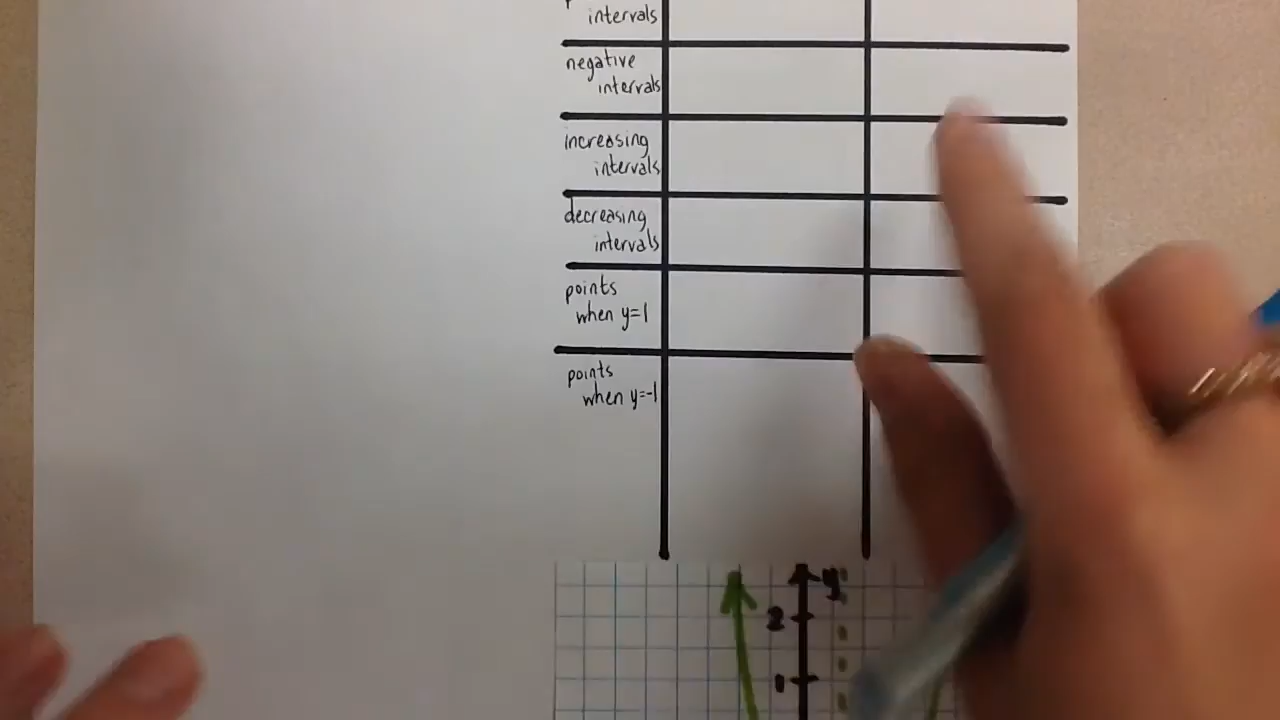 intervals
negative
intervals
increasing
intervals
decreasing
intervals
points
when y=1
points
when y=-1
y
2
1